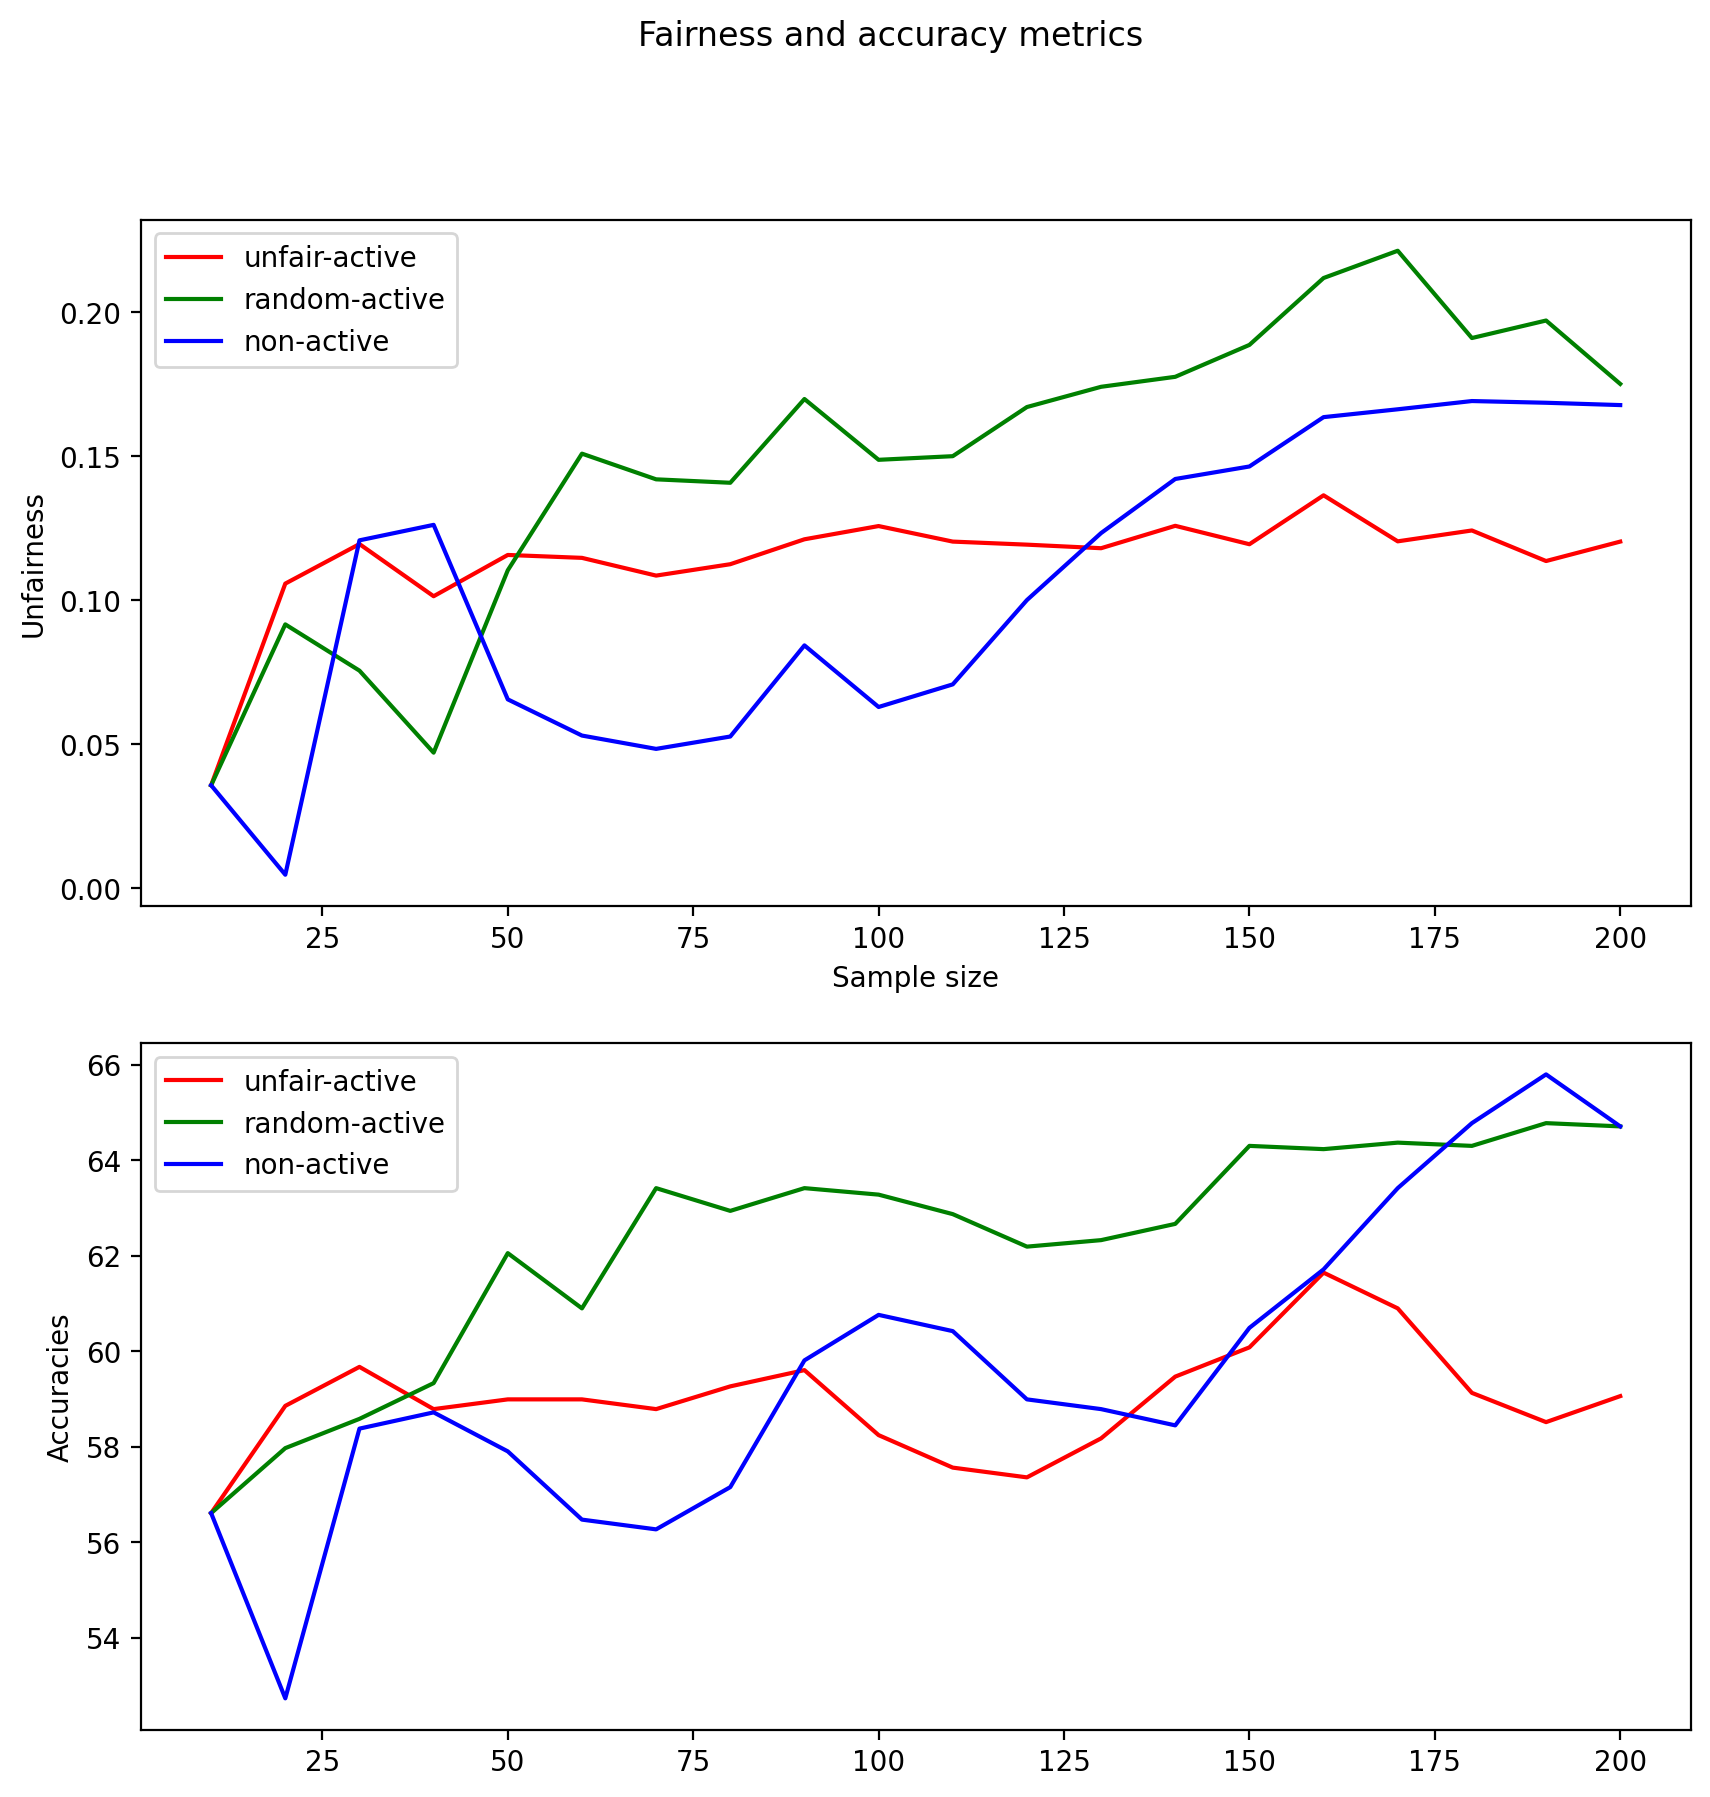 Fairness and accuracy metrics
unfair-active
random-active
non-active
Unfairness
0.20
0.15
0.10
0.05
0.00
25 50 75 100 125 150 175 200
Sample size
unfair-active
random-active
non-active
Accuracies
66
64
62
60
58
56
54
25 50 75 100 125 150 175 200